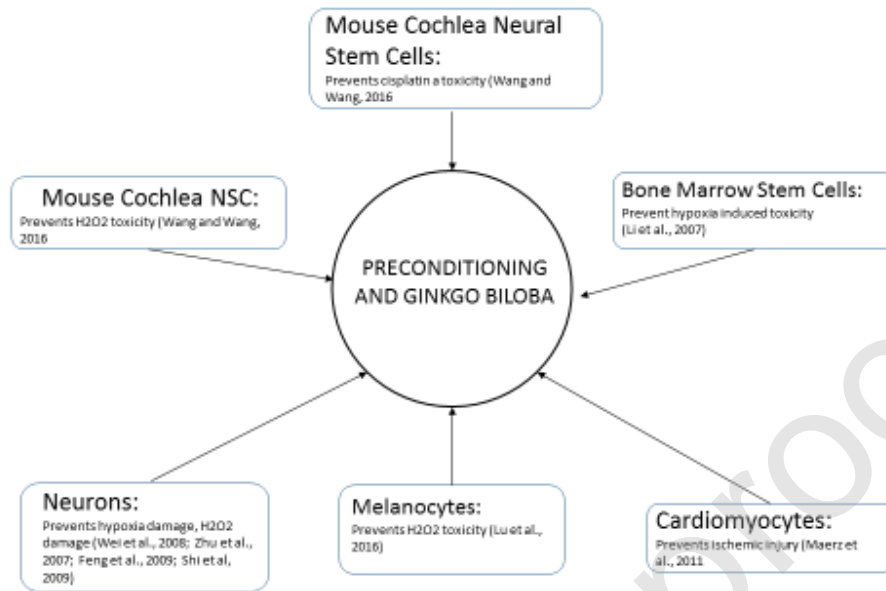 Mouse Cochlea Neural
Stem Cells:
Prevents cisplatin a toxicity (Wang and
Wang, 2016
Mouse Cochlea NSC:
Prevents H2O2 toxicity (Wang and Wang,
2016
Bone Marrow Stem Cells:
Prevent hypoxia induced toxicity
(Li et al., 2007)
PRECONDITIONING
AND GINKGO BILOBA
Neurons:
Prevents hypoxia damage, H2O2
damage (Wei et al., 2008; Zhu et al.,
2007; Feng et al., 2009; Shi et al,
2009)
Melanocytes:
Prevents H2O2 toxicity (Lu et al.,
2016)
Cardiomyocytes:
Prevents ischemic injury (Maerz et
al., 2011
proo